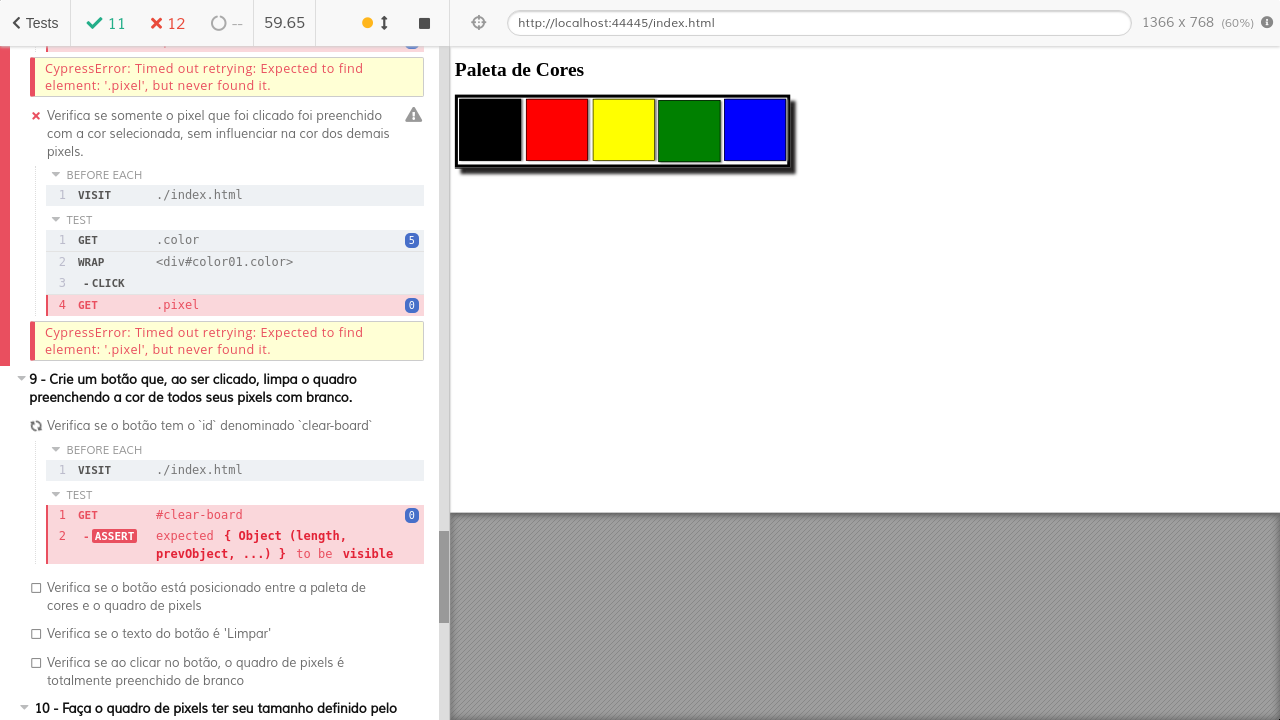 Tests 11 12 -- 59.65
http://localhost:44445/index.html 1366 x 768 (60%)
CypressError: Timed out retrying: Expected to find
element: '.pixel', but never found it.
Verifica se somente o pixel que foi clicado foi preenchido
com a cor selecionada, sem influenciar na cor dos demais
pixels.
BEFORE EACH
1 VISIT ./index.html
TEST
1 GET .color 5
2 WRAP <div#color01.color>
3 -CLICK
4 GET .pixel 0
CypressError: Timed out retrying: Expected to find
element: '.pixel', but never found it.
9 - Crie um botão que, ao ser clicado, limpa o quadro
preenchendo a cor de todos seus pixels com branco.
Verifica se o botão tem o `id` denominado `clear-board`
BEFORE EACH
1 VISIT ./index.html
TEST
1 GET #clear-board 0
2 -ASSERT expected { Object (length,
prevObject, ...) } to be visible
Verifica se o botão está posicionado entre a paleta de
cores e o quadro de pixels
Verifica se o texto do botão é 'Limpar'
Verifica se ao clicar no botão, o quadro de pixels é
totalmente preenchido de branco
10 - Faça o quadro de pixels ter seu tamanho definido pelo
Paleta de Cores